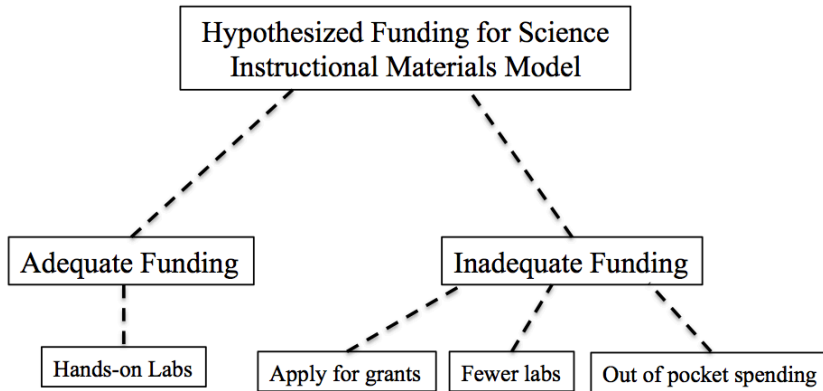 Hypothesized Funding for Science
Instructional Materials Model
Adequate Funding
Inadequate Funding
Hands-on Labs
Apply for grants
Fewer labs
Out of pocket spending